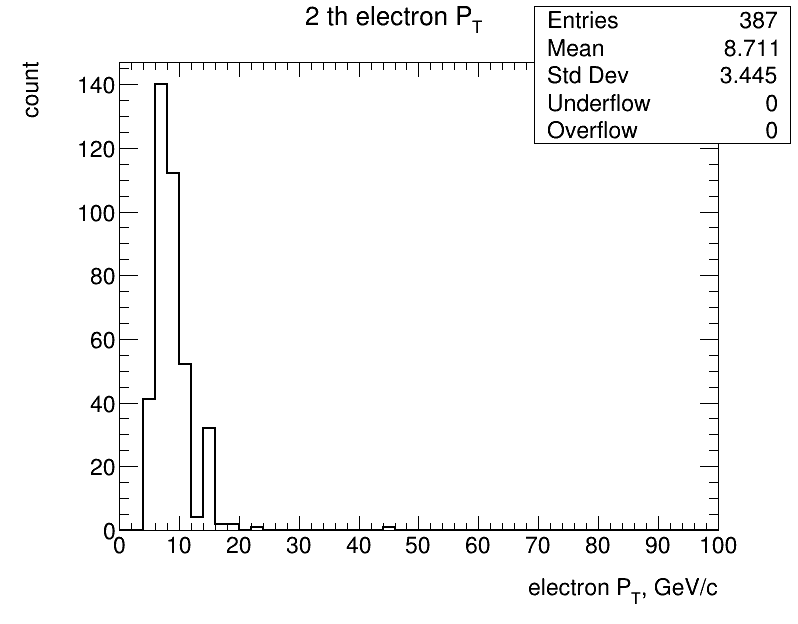 2 th electron P_T
Entries 387
Mean 8.711
Std Dev 3.445
Underflow 0
Overflow 0
count
140
120
100
80
60
40
20
0
0 10 20 30 40 50 60 70 80 90 100
electron P_T, GeV/c